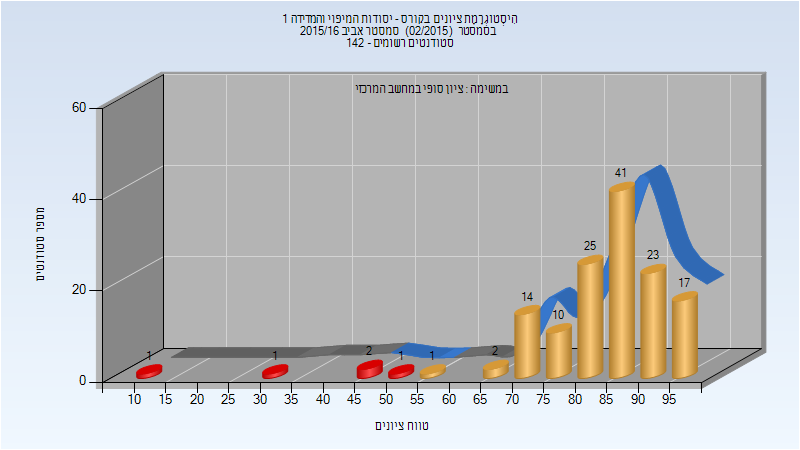 היסטוגרמת ציונים בקורס - יסודות המיפוי והמדידה 1
בסמסטר (02/2015) סמסטר אביב 2015/16
סטודנטים רשומים - 142
במשימה : ציון סופי במחשב המרכזי
מספר סטודנטים
60
40
20
0
1
1
2
1
1
2
14
10
25
41
23
17
10 15 20 25 30 35 40 45 50 55 60 65 70 75 80 85 90 95
טווח ציונים